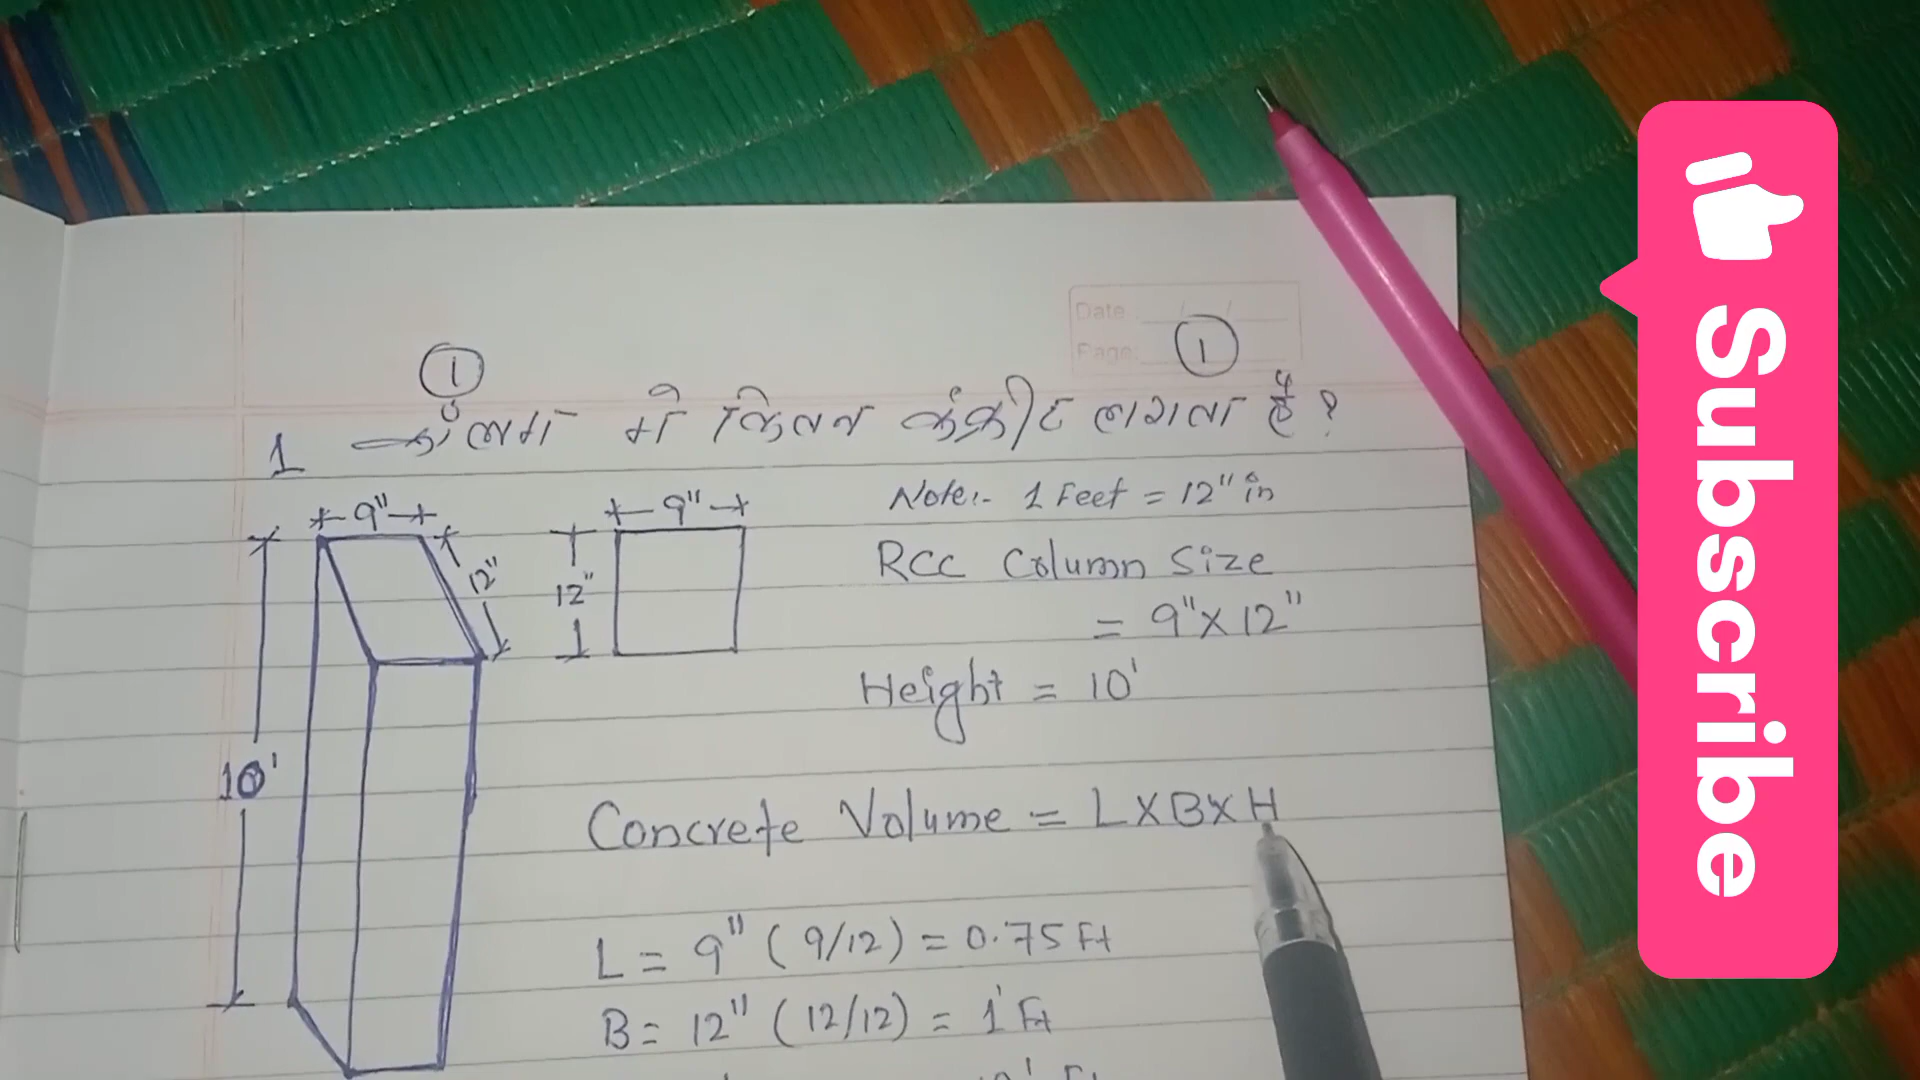 Date
Page:
1
1
1 कॉलम में कितन कंक्रीट लगता है ?
9"
12"
10'
9"
12"
Note:- 1 Feet = 12" in
RCC Column Size
= 9" X 12"
Height = 10'
Concrete Volume = L X B X H
L = 9" (9/12) = 0.75 Ft
B = 12" (12/12) = 1' Ft
Subscribe